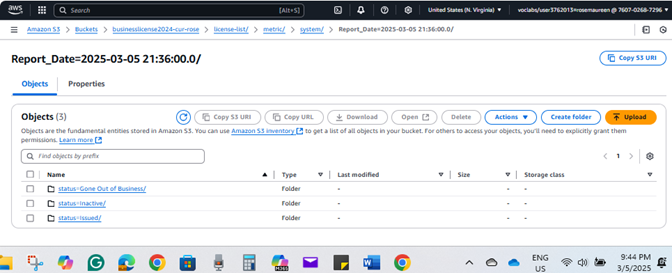 aws
Search
[Alt+S]
United States (N. Virginia)
voclabs/user3762013=rosemaureen @ 7607-0268-7296
Amazon S3 > Buckets > businesslicense2024-cur-rose > license-list/ > metric/ > system/ > Report_Date=2025-03-05 21:36:00.0/
Report_Date=2025-03-05 21:36:00.0/
Copy S3 URI
Objects
Properties
Objects (3)
Copy S3 URI
Copy URL
Download
Open
Delete
Actions
Create folder
Upload
Objects are the fundamental entities stored in Amazon S3. You can use Amazon S3 inventory to get a list of all objects in your bucket. For others to access your objects, you'll need to explicitly grant them
permissions. Learn more
Find objects by prefix
1
Name
Type
Last modified
Size
Storage class
status=Gone Out of Business/
Folder
-
-
-
status=Inactive/
Folder
-
-
-
status=Issued/
Folder
-
-
-
M365
W
ENG
US
9:44 PM
3/5/2025